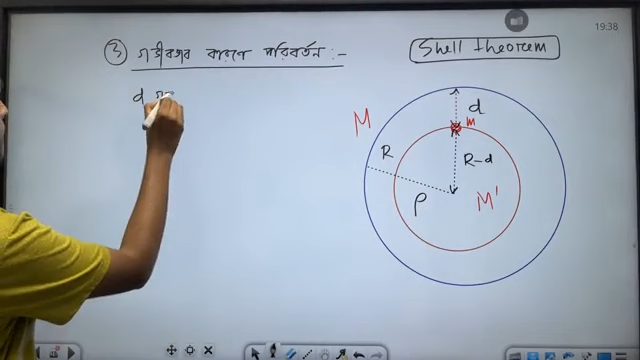 19:38
③ গভীরতার কারণে পরিবর্তন :-
Shell theorem
d
d
M
m
R
R-d
ρ
M'